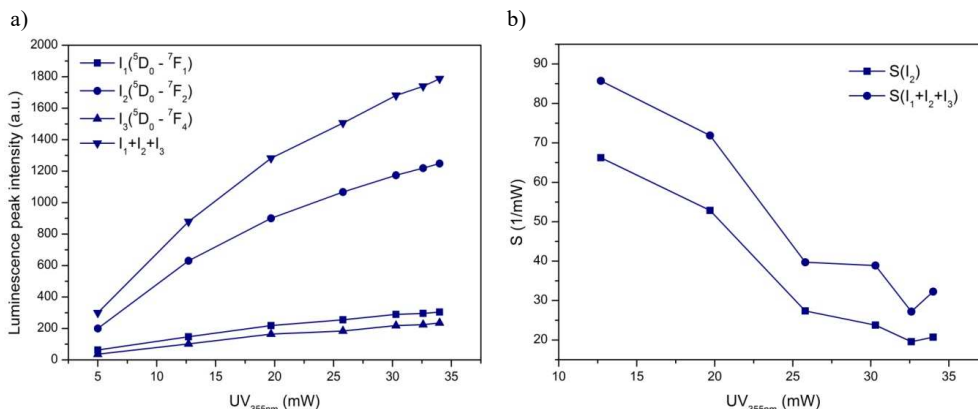 a)
2000
1800
1600
1400
1200
1000
800
600
400
200
0
Luminescence peak intensity (a.u.)
I₁(⁵D₀ - ⁷F₁)
I₂(⁵D₀ - ⁷F₂)
I₃(⁵D₀ - ⁷F₄)
I₁+I₂+I₃
5 10 15 20 25 30 35
UV₃₅₅ₙₘ (mW)
b)
90
80
70
60
50
40
30
20
S (1/mW)
S(I₂)
S(I₁+I₂+I₃)
10 15 20 25 30 35
UV₃₅₅ₙₘ (mW)